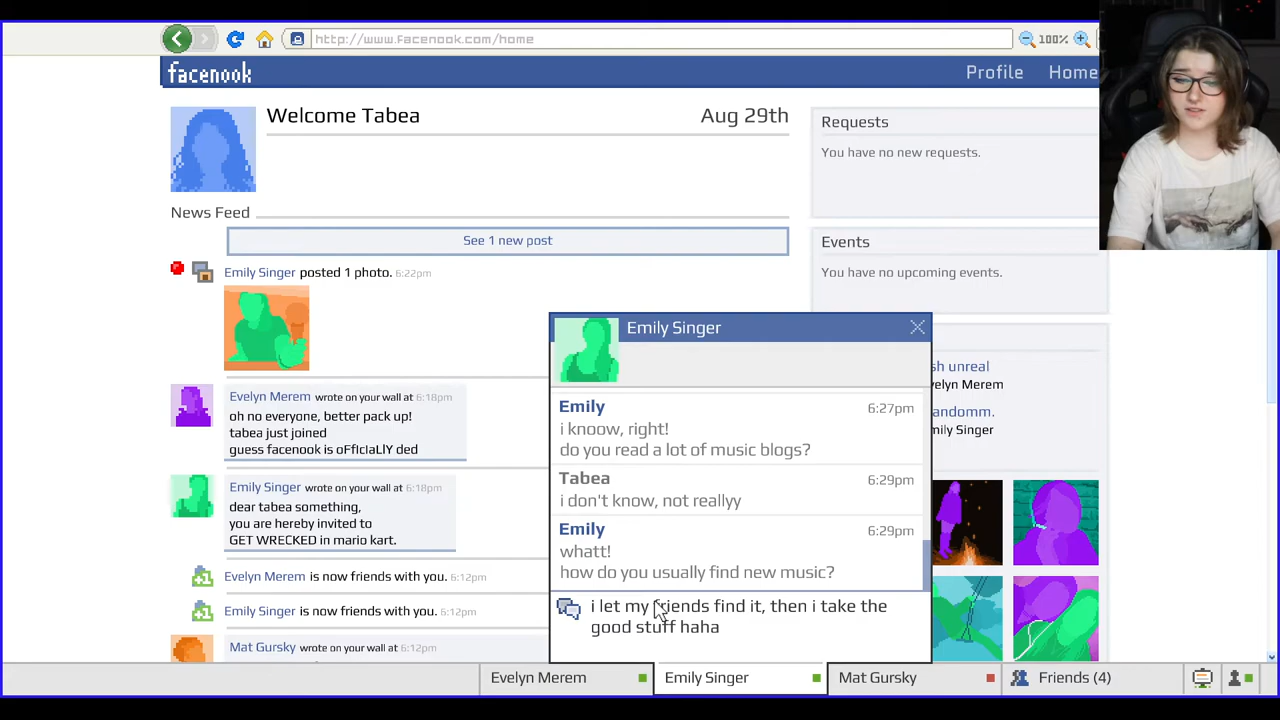 http://www.facenook.com/home
100%
facenook
Profile Home
Welcome Tabea
Aug 29th
News Feed
See 1 new post
Emily Singer posted 1 photo. 6:22pm
Evelyn Merem wrote on your wall at 6:18pm
oh no everyone, better pack up!
tabea just joined
guess facenook is oFfIciaLlY ded
Emily Singer wrote on your wall at 6:18pm
dear tabea something,
you are hereby invited to
GET WRECKED in mario kart.
+1 Evelyn Merem is now friends with you. 6:12pm
+1 Emily Singer is now friends with you. 6:12pm
Mat Gursky wrote on your wall at 6:12pm
Requests
You have no new requests.
Events
You have no upcoming events.
sh unreal
velyn Merem
andomm.
mily Singer
Emily Singer
Emily 6:27pm
i knoow, right!
do you read a lot of music blogs?
Tabea 6:29pm
i don't know, not reallyy
Emily 6:29pm
whatt!
how do you usually find new music?
i let my friends find it, then i take the
good stuff haha
Evelyn Merem
Emily Singer
Mat Gursky
Friends (4)